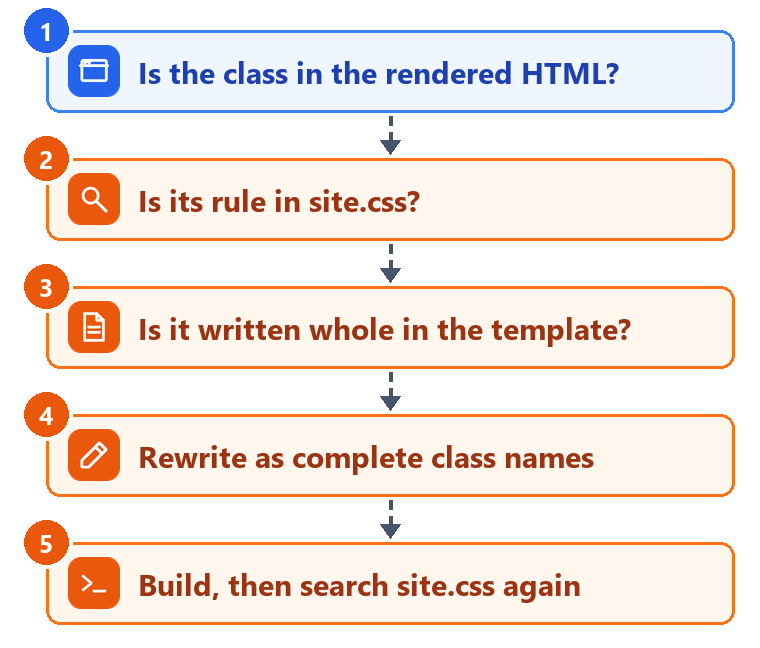 1
Is the class in the rendered HTML?
2
Is its rule in site.css?
3
Is it written whole in the template?
4
Rewrite as complete class names
5
Build, then search site.css again